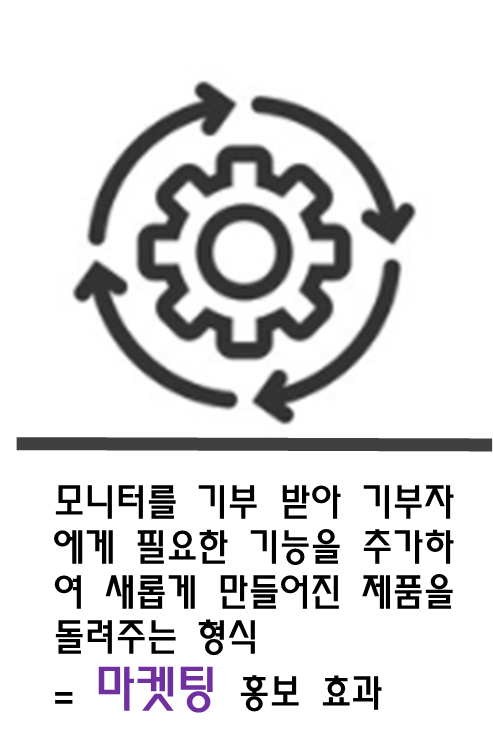 모니터를 기부 받아 기부자
에게 필요한 기능을 추가하
여 새롭게 만들어진 제품을
돌려주는 형식
= 마켓팅 홍보 효과